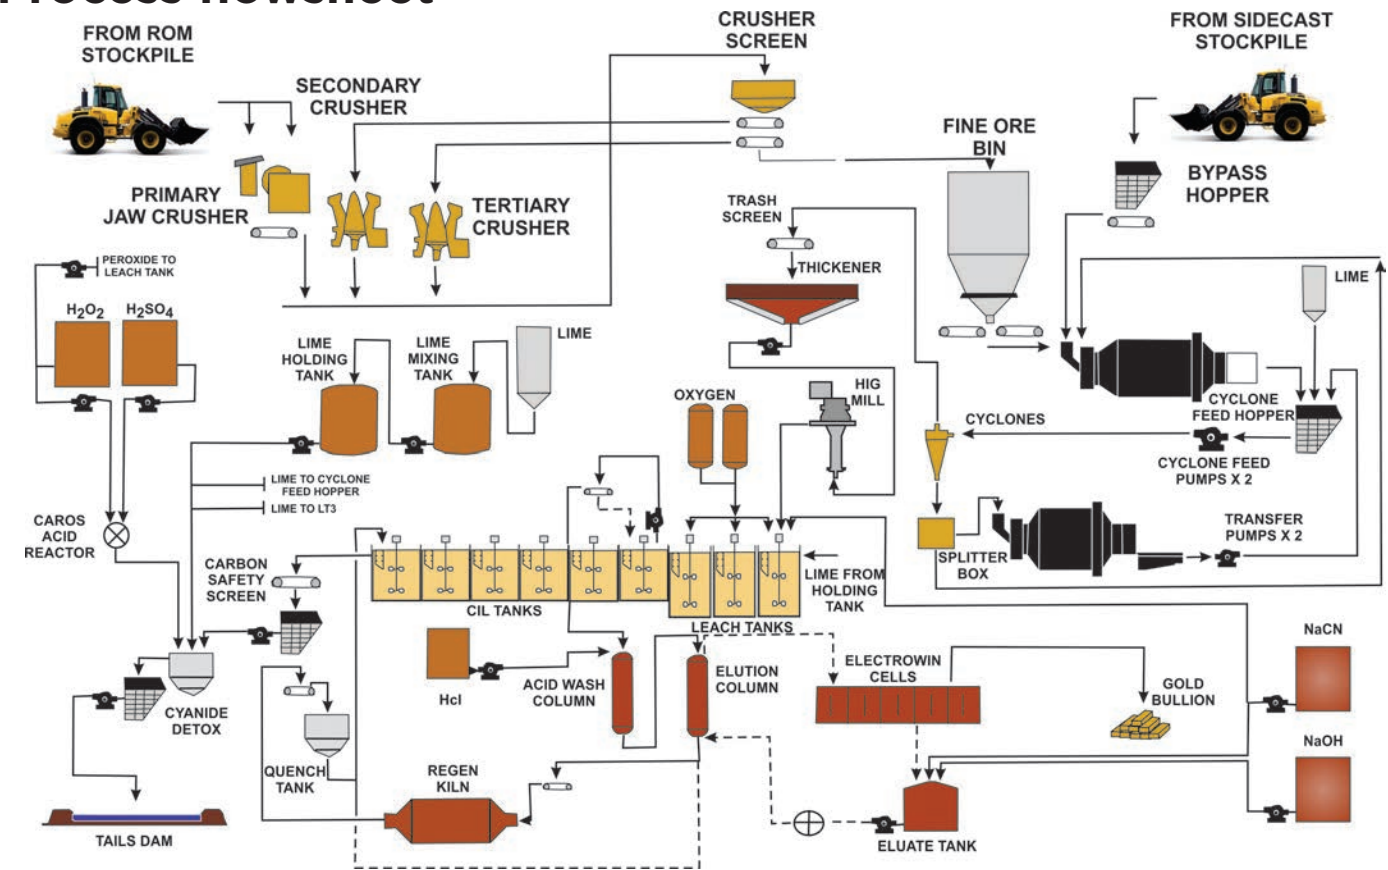 Process flowsheet
FROM ROM
STOCKPILE
CRUSHER
SCREEN
FROM SIDECAST
STOCKPILE
SECONDARY
CRUSHER
FINE ORE
BIN
BYPASS
HOPPER
PRIMARY
JAW CRUSHER
TERTIARY
CRUSHER
TRASH
SCREEN
THICKENER
PEROXIDE TO
LEACH TANK
LIME
H2O2
H2SO4
LIME
HOLDING
TANK
LIME
MIXING
TANK
LIME
OXYGEN
HIG
MILL
CYCLONE
FEED HOPPER
CYCLONES
CYCLONE FEED
PUMPS X 2
LIME TO CYCLONE
FEED HOPPER
LIME TO LT3
CAROS
ACID
REACTOR
TRANSFER
PUMPS X 2
SPLITTER
BOX
CARBON
SAFETY
SCREEN
LIME FROM
HOLDING
TANK
CIL TANKS
LEACH TANKS
NaCN
Hcl
ACID WASH
COLUMN
ELUTION
COLUMN
ELECTROWIN
CELLS
GOLD
BULLION
CYANIDE
DETOX
NaOH
QUENCH
TANK
REGEN
KILN
TAILS DAM
ELUATE TANK